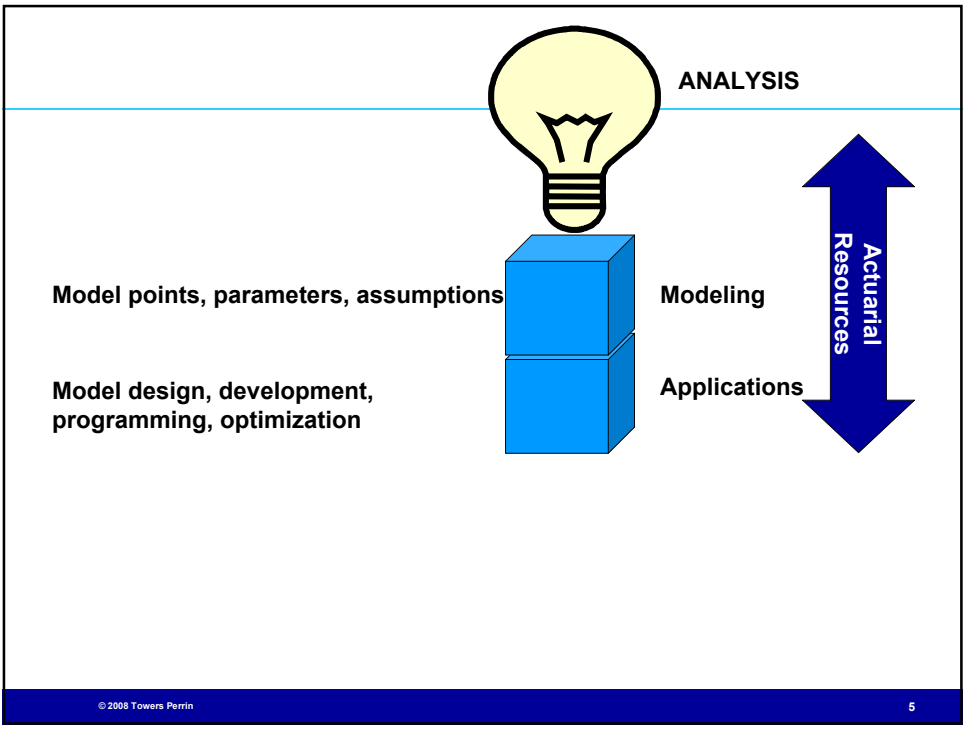 ANALYSIS
Model points, parameters, assumptions
Modeling
Model design, development,
programming, optimization
Applications
Actuarial
Resources
© 2008 Towers Perrin
5